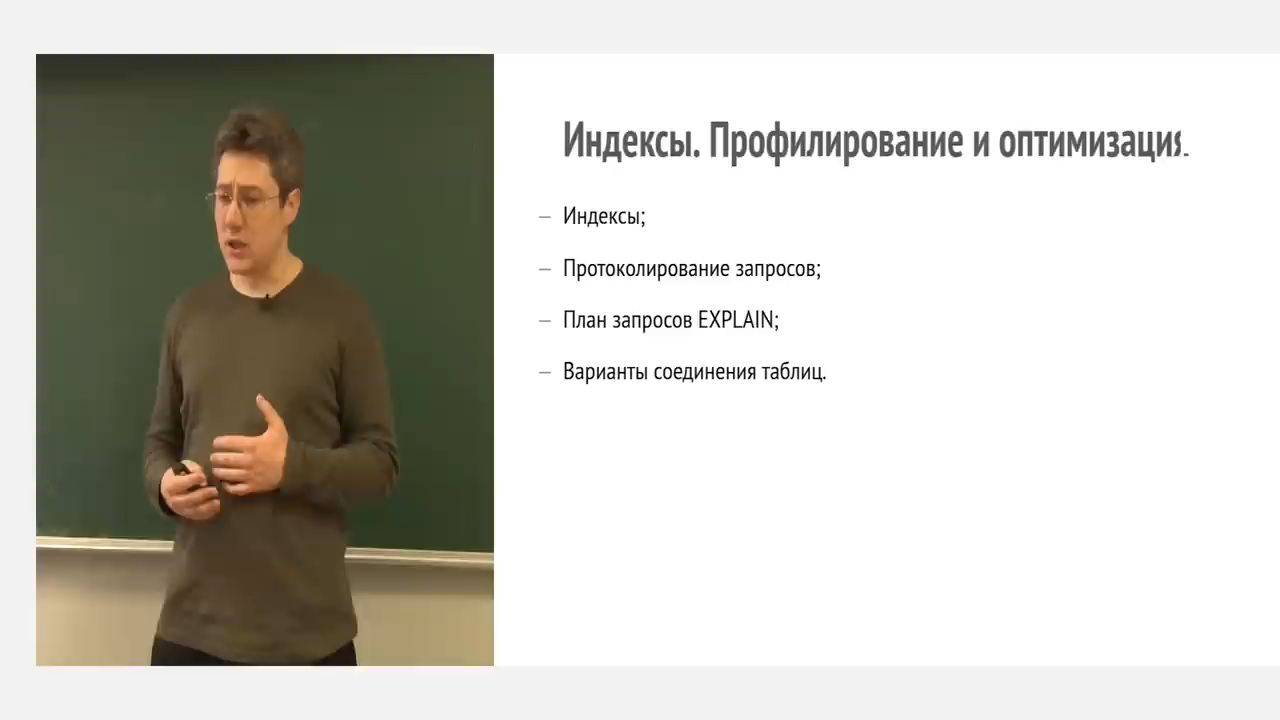 Индексы. Профилирование и оптимизация.
– Индексы;
– Протоколирование запросов;
– План запросов EXPLAIN;
– Варианты соединения таблиц.